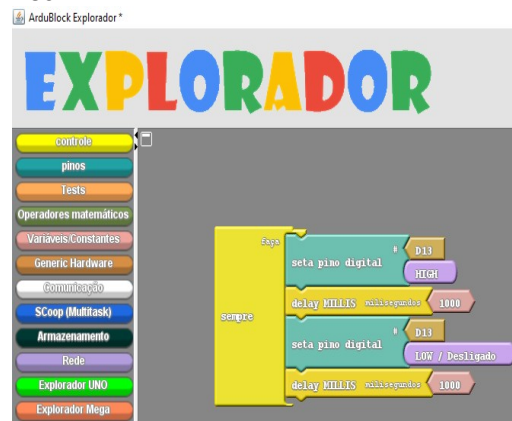 ArduBlock Explorador *
EXPLORADOR
controle
pinos
Tests
Operadores matemáticos
Variáveis/Constantes
Generic Hardware
Comunicação
SCoop (Multitask)
Armazenamento
Rede
Explorador UNO
Explorador Mega
sempre
faça
seta pino digital
#
D13
HIGH
delay MILLIS milisegundos 1000
seta pino digital
#
D13
LOW / Desligado
delay MILLIS milisegundos 1000